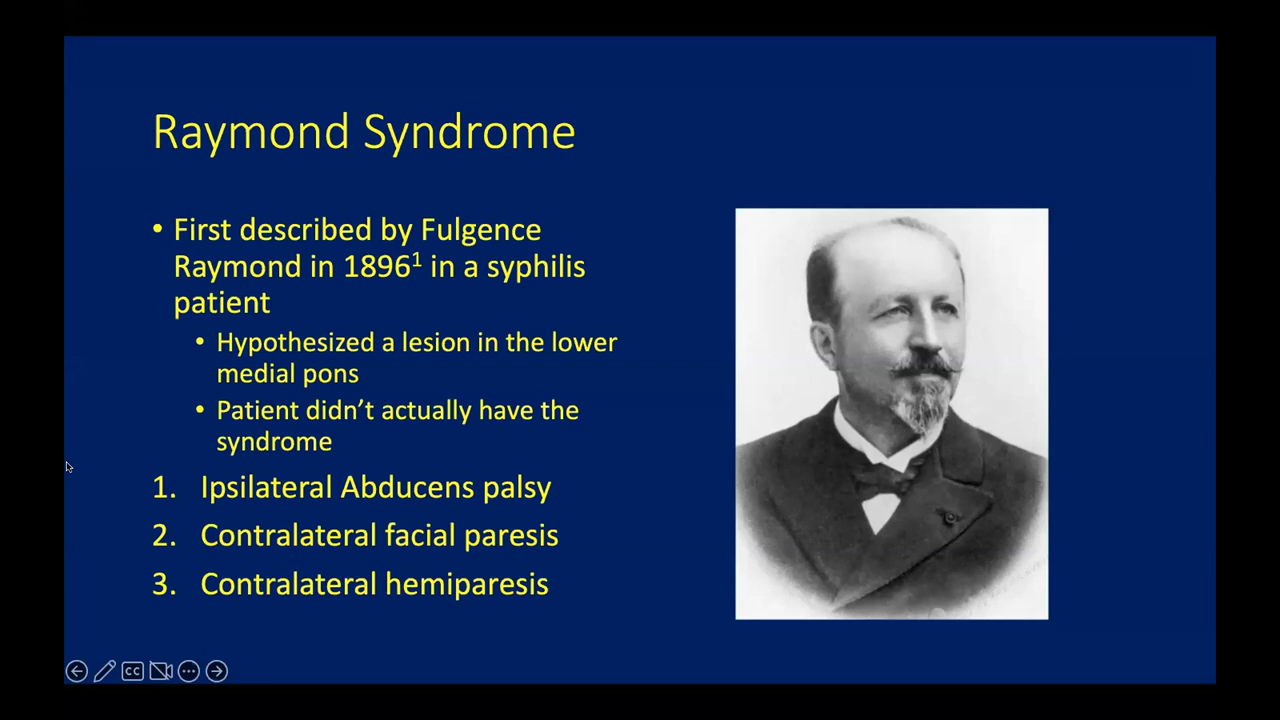 Raymond Syndrome
• First described by Fulgence
Raymond in 1896¹ in a syphilis
patient
• Hypothesized a lesion in the lower
medial pons
• Patient didn’t actually have the
syndrome
1. Ipsilateral Abducens palsy
2. Contralateral facial paresis
3. Contralateral hemiparesis
CC